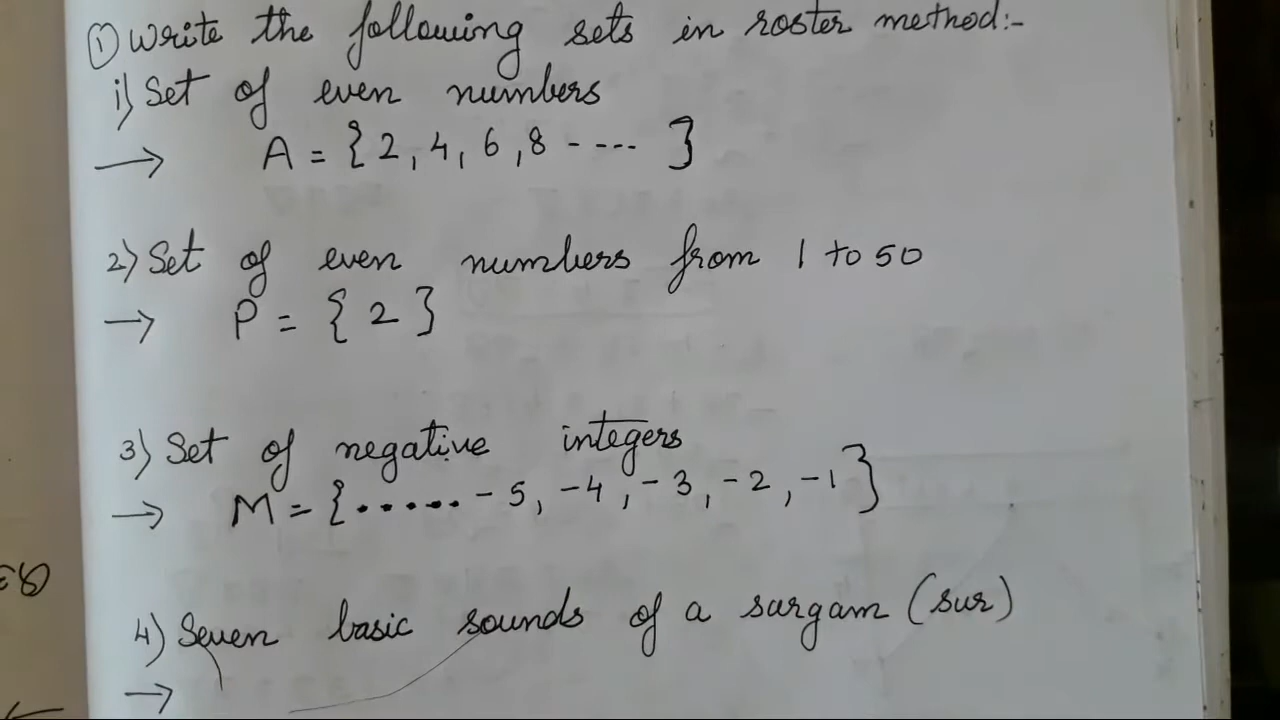 ① Write the following sets in roster method:-
i) Set of even numbers
→ A = { 2, 4, 6, 8 ---- }
2) Set of even numbers from 1 to 50
→ P = { 2 }
3) Set of negative integers
→ M = {..... -5, -4, -3, -2, -1}
4) Seven basic sounds of a sargam (sur)
→